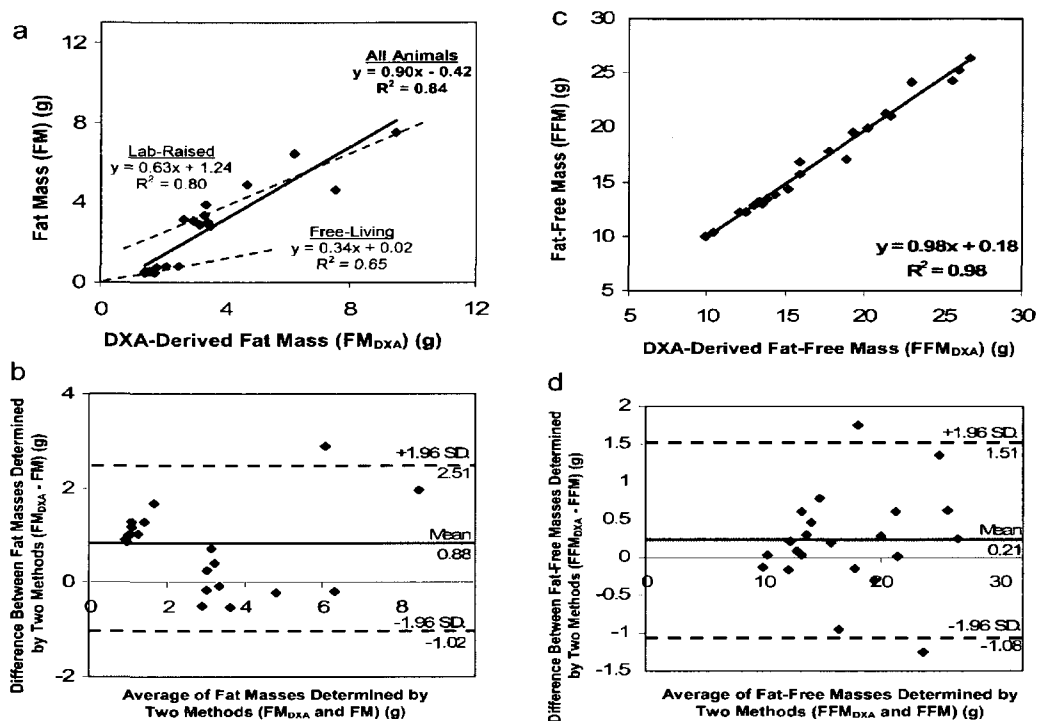 a
12
8
4
0
0
4
8
12
Fat Mass (FM) (g)
All Animals
y = 0.90x - 0.42
R² = 0.84
Lab-Raised
y = 0.63x + 1.24
R² = 0.80
Free-Living
y = 0.34x + 0.02
R² = 0.65
DXA-Derived Fat Mass (FM_DXA) (g)
c
30
25
20
15
10
5
5
10
15
20
25
30
Fat-Free Mass (FFM) (g)
y = 0.98x + 0.18
R² = 0.98
DXA-Derived Fat-Free Mass (FFM_DXA) (g)
b
4
2
0
-2
0
2
4
6
8
Difference Between Fat Masses Determined
by Two Methods (FM_DXA - FM) (g)
+1.96 SD.
2.51
Mean
0.88
-1.96 SD.
-1.02
Average of Fat Masses Determined by
Two Methods (FM_DXA and FM) (g)
d
2
1.5
1
0.5
0
-0.5
-1
-1.5
0
10
20
30
Difference Between Fat-Free Masses Determined
by Two Methods (FFM_DXA - FFM) (g)
+1.96 SD.
1.51
Mean
0.21
-1.96 SD.
-1.08
Average of Fat-Free Masses Determined by
Two Methods (FFM_DXA and FFM) (g)